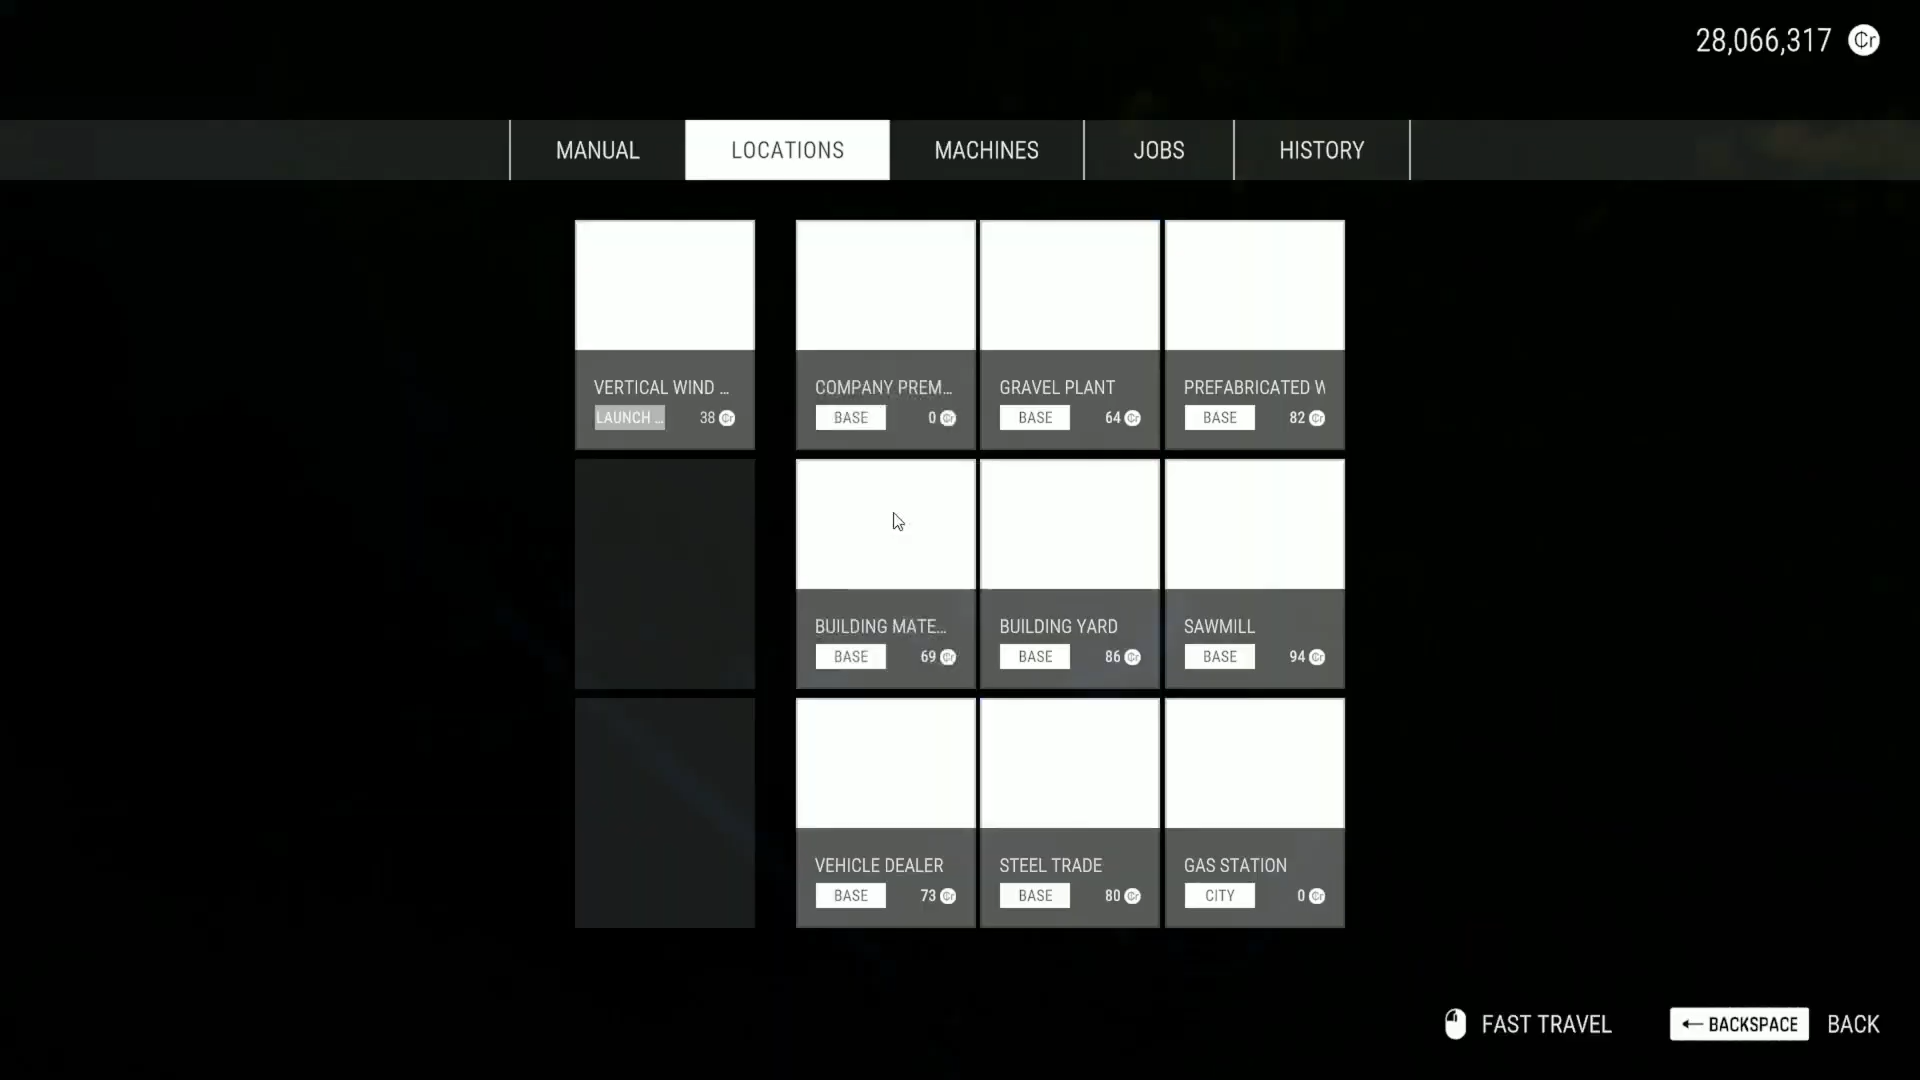 28,066,317 ₢r
MANUAL LOCATIONS MACHINES JOBS HISTORY
VERTICAL WIND ... COMPANY PREM... GRAVEL PLANT PREFABRICATED W
LAUNCH ... 38 BASE 0 BASE 64 BASE 82
BUILDING MATE... BUILDING YARD SAWMILL
BASE 69 BASE 86 BASE 94
VEHICLE DEALER STEEL TRADE GAS STATION
BASE 73 BASE 80 CITY 0
FAST TRAVEL ← BACKSPACE BACK